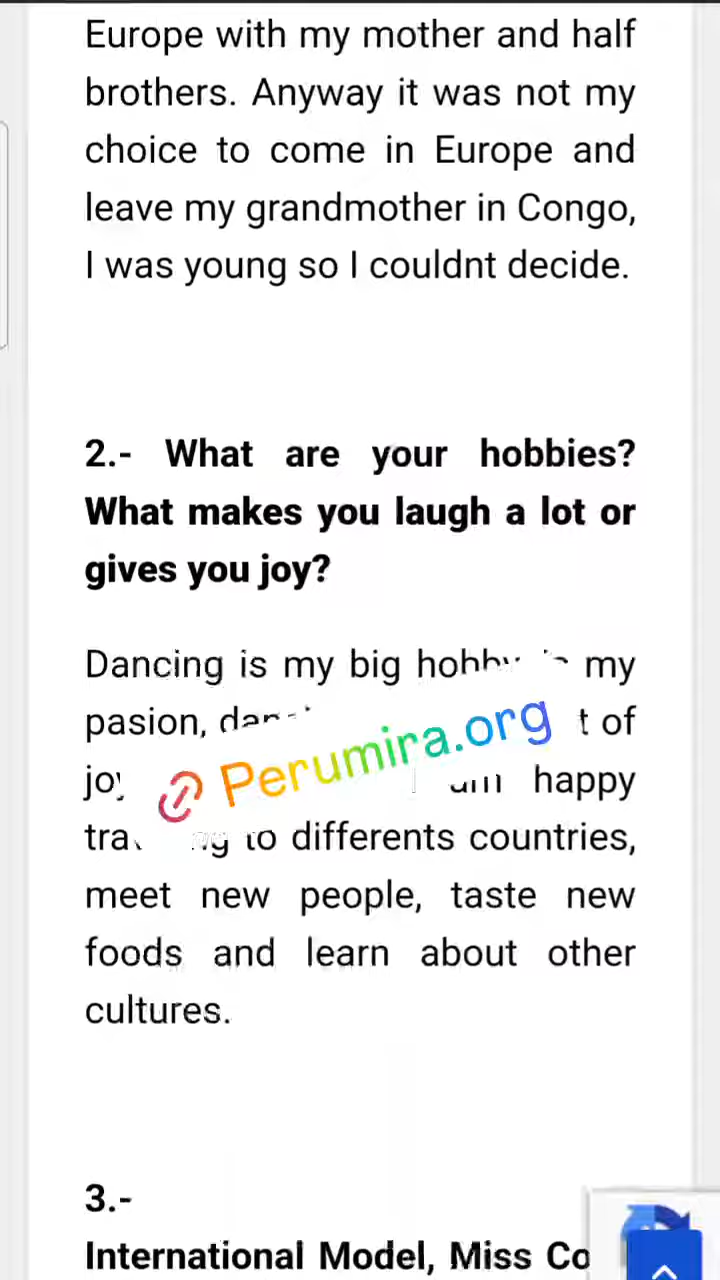 Europe with my mother and half
brothers. Anyway it was not my
choice to come in Europe and
leave my grandmother in Congo,
I was young so I couldnt decide.
2.- What are your hobbies?
What makes you laugh a lot or
gives you joy?
Dancing is my big my
pasion, of
Perumira.org
happy
to differents countries,
meet new people, taste new
foods and learn about other
cultures.
3.-
International Model, Miss